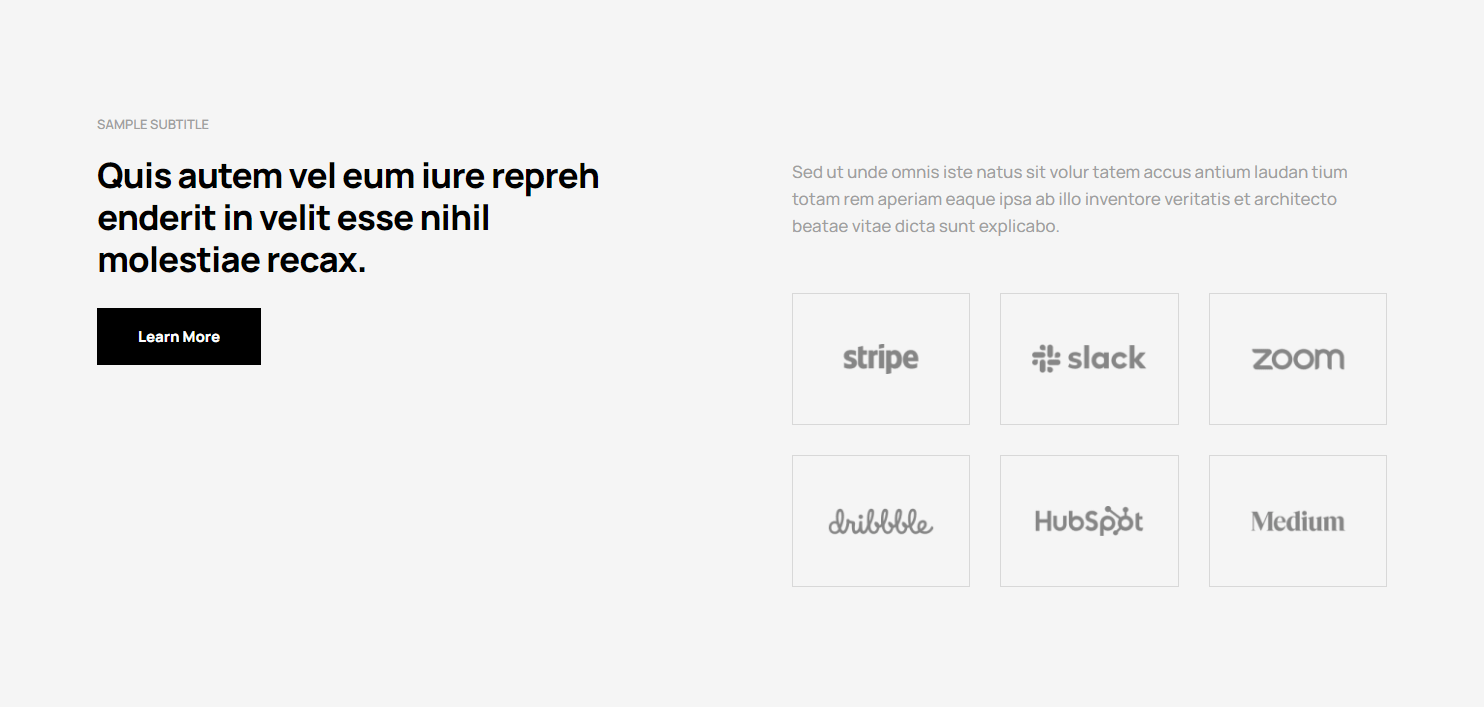 SAMPLE SUBTITLE
Quis autem vel eum iure repreh
enderit in velit esse nihil
molestiae recax.
Learn More
Sed ut unde omnis iste natus sit volur tatem accus antium laudan tium
totam rem aperiam eaque ipsa ab illo inventore veritatis et architecto
beatae vitae dicta sunt explicabo.
stripe
slack
zoom
dribbble
HubSpot
Medium